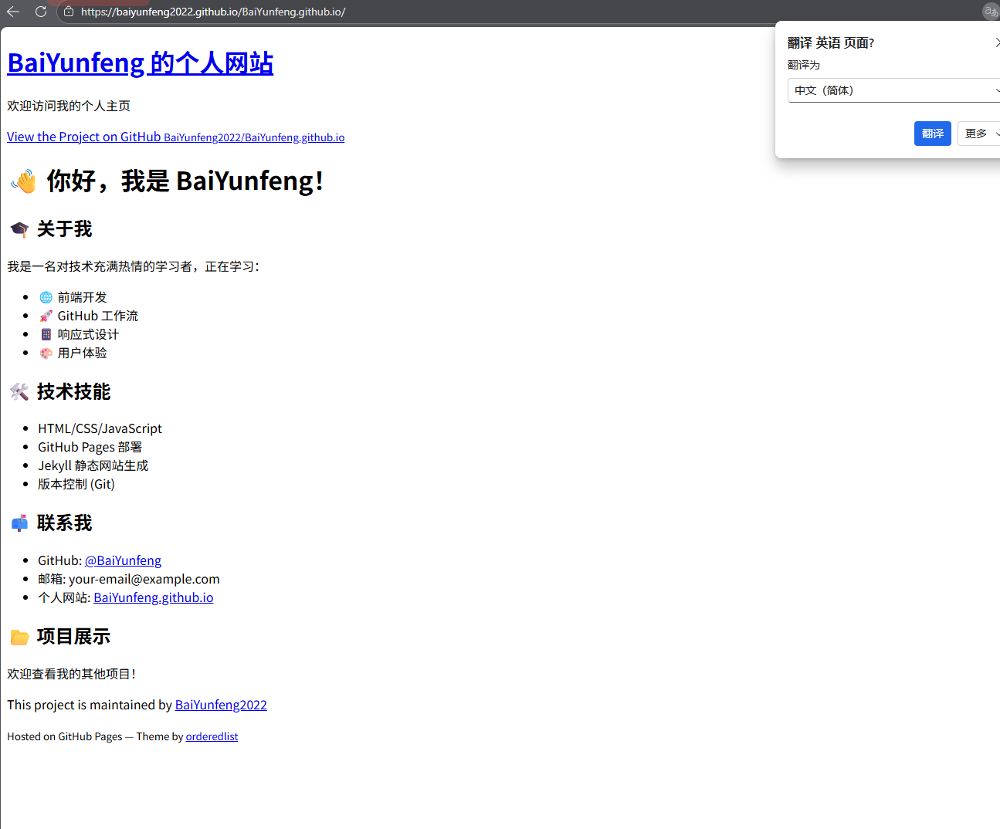 https://baiyunfeng2022.github.io/BaiYunfeng.github.io/
翻译 英语 页面?
翻译为
中文（简体）
翻译
更多
BaiYunfeng 的个人网站
欢迎访问我的个人主页
View the Project on GitHub BaiYunfeng2022/BaiYunfeng.github.io
👋 你好，我是 BaiYunfeng！
🎓 关于我
我是一名对技术充满热情的学习者，正在学习：
🌐 前端开发
🚀 GitHub 工作流
📱 响应式设计
🎨 用户体验
🛠️ 技术技能
HTML/CSS/JavaScript
GitHub Pages 部署
Jekyll 静态网站生成
版本控制 (Git)
📫 联系我
GitHub: @BaiYunfeng
邮箱: your-email@example.com
个人网站: BaiYunfeng.github.io
📂 项目展示
欢迎查看我的其他项目！
This project is maintained by BaiYunfeng2022
Hosted on GitHub Pages — Theme by orderedlist